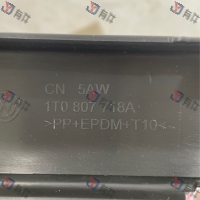 CN 5AW
1T0 807 718A
>PP+EPDM+T10<